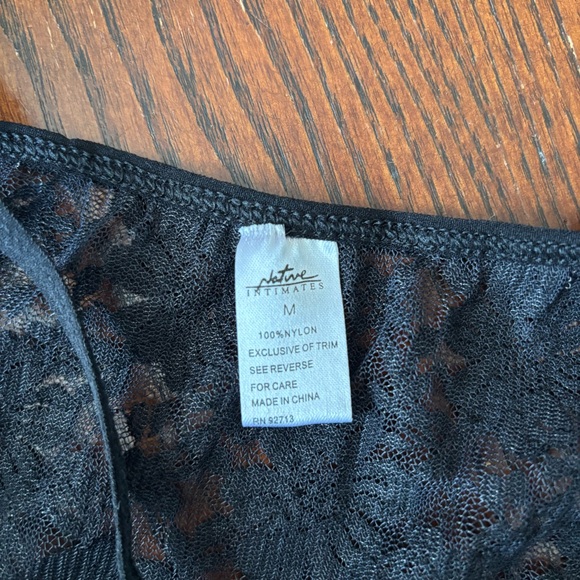 Native
INTIMATES
M
100%NYLON
EXCLUSIVE OF TRIM
SEE REVERSE
FOR CARE
MADE IN CHINA
RN 92713